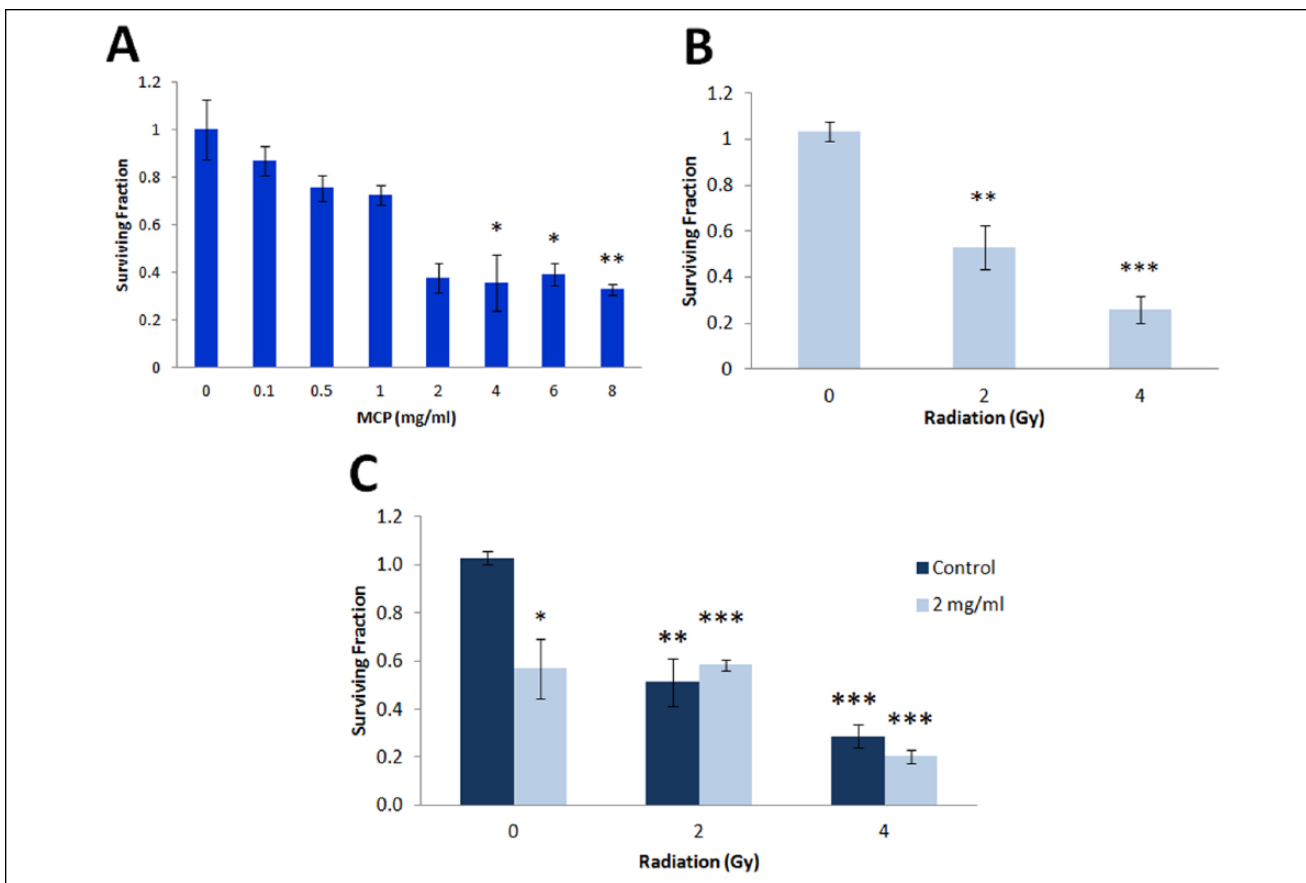 A
1.2
1
0.8
0.6
0.4
0.2
0
Surviving Fraction
*
*
**
0 0.1 0.5 1 2 4 6 8
MCP (mg/ml)
B
1.2
1
0.8
0.6
0.4
0.2
0
Surviving Fraction
**
***
0 2 4
Radiation (Gy)
C
1.2
1.0
0.8
0.6
0.4
0.2
0.0
Surviving Fraction
*
**
***
***
***
Control
2 mg/ml
0 2 4
Radiation (Gy)